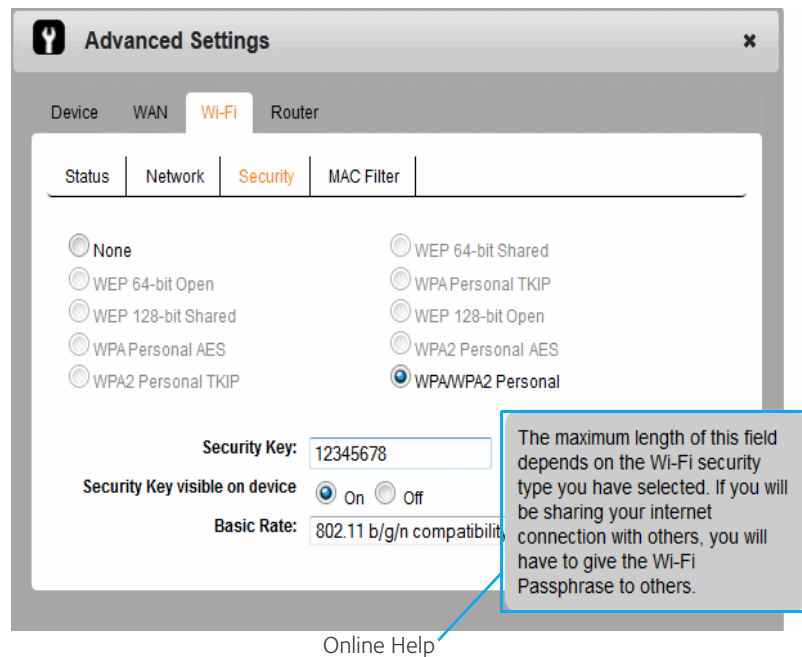 Advanced Settings
Device WAN Wi-Fi Router
Status Network Security MAC Filter
None WEP 64-bit Shared
WEP 64-bit Open WPA Personal TKIP
WEP 128-bit Shared WEP 128-bit Open
WPA Personal AES WPA2 Personal AES
WPA2 Personal TKIP WPA/WPA2 Personal
Security Key: 12345678
Security Key visible on device On Off
Basic Rate: 802.11 b/g/n compatibility
The maximum length of this field
depends on the Wi-Fi security
type you have selected. If you will
be sharing your internet
connection with others, you will
have to give the Wi-Fi
Passphrase to others.
Online Help